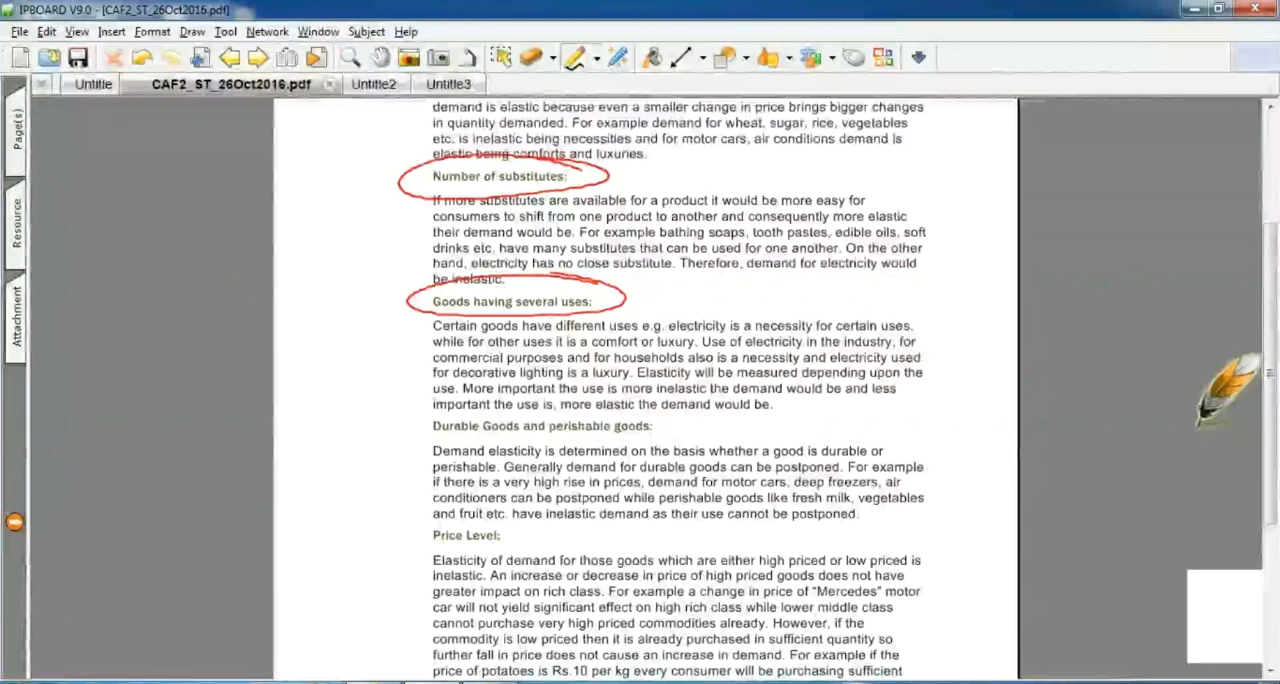 IPBOARD V9.0 - [CAF2_ST_26Oct2016.pdf]
File Edit View Insert Format Draw Tool Network Window Subject Help
Untitle CAF2_ST_26Oct2016.pdf Untitle2 Untitle3
Page(s)
Resource
Attachment
demand is elastic because even a smaller change in price brings bigger changes
in quantity demanded. For example demand for wheat, sugar, rice, vegetables
etc. is inelastic being necessities and for motor cars, air conditions demand is
elastic being comforts and luxuries.
Number of substitutes:
If more substitutes are available for a product it would be more easy for
consumers to shift from one product to another and consequently more elastic
their demand would be. For example bathing soaps, tooth pastes, edible oils, soft
drinks etc. have many substitutes that can be used for one another. On the other
hand, electricity has no close substitute. Therefore, demand for electricity would
be inelastic.
Goods having several uses:
Certain goods have different uses e.g. electricity is a necessity for certain uses,
while for other uses it is a comfort or luxury. Use of electricity in the industry, for
commercial purposes and for households also is a necessity and electricity used
for decorative lighting is a luxury. Elasticity will be measured depending upon the
use. More important the use is more inelastic the demand would be and less
important the use is, more elastic the demand would be.
Durable Goods and perishable goods:
Demand elasticity is determined on the basis whether a good is durable or
perishable. Generally demand for durable goods can be postponed. For example
if there is a very high rise in prices, demand for motor cars, deep freezers, air
conditioners can be postponed while perishable goods like fresh milk, vegetables
and fruit etc. have inelastic demand as their use cannot be postponed.
Price Level:
Elasticity of demand for those goods which are either high priced or low priced is
inelastic. An increase or decrease in price of high priced goods does not have
greater impact on rich class. For example a change in price of “Mercedes” motor
car will not yield significant effect on high rich class while lower middle class
cannot purchase very high priced commodities already. However, if the
commodity is low priced then it is already purchased in sufficient quantity so
further fall in price does not cause an increase in demand. For example if the
price of potatoes is Rs.10 per kg every consumer will be purchasing sufficient